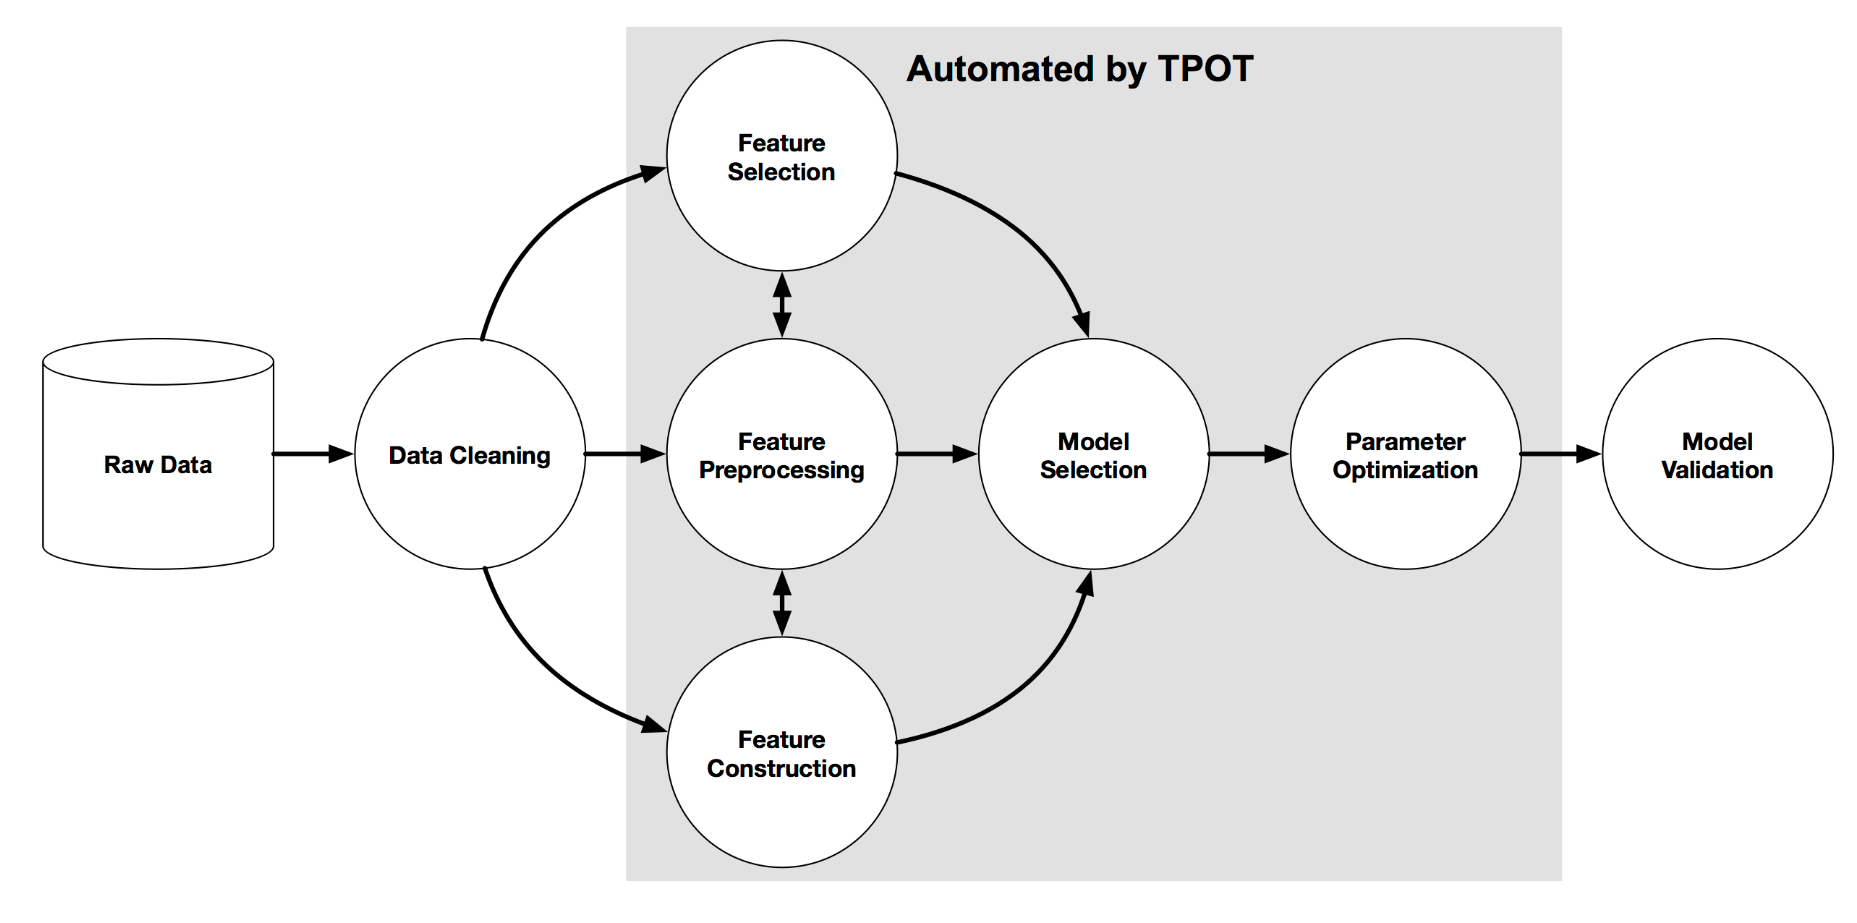 Automated by TPOT
Raw Data
Data Cleaning
Feature
Selection
Feature
Preprocessing
Feature
Construction
Model
Selection
Parameter
Optimization
Model
Validation